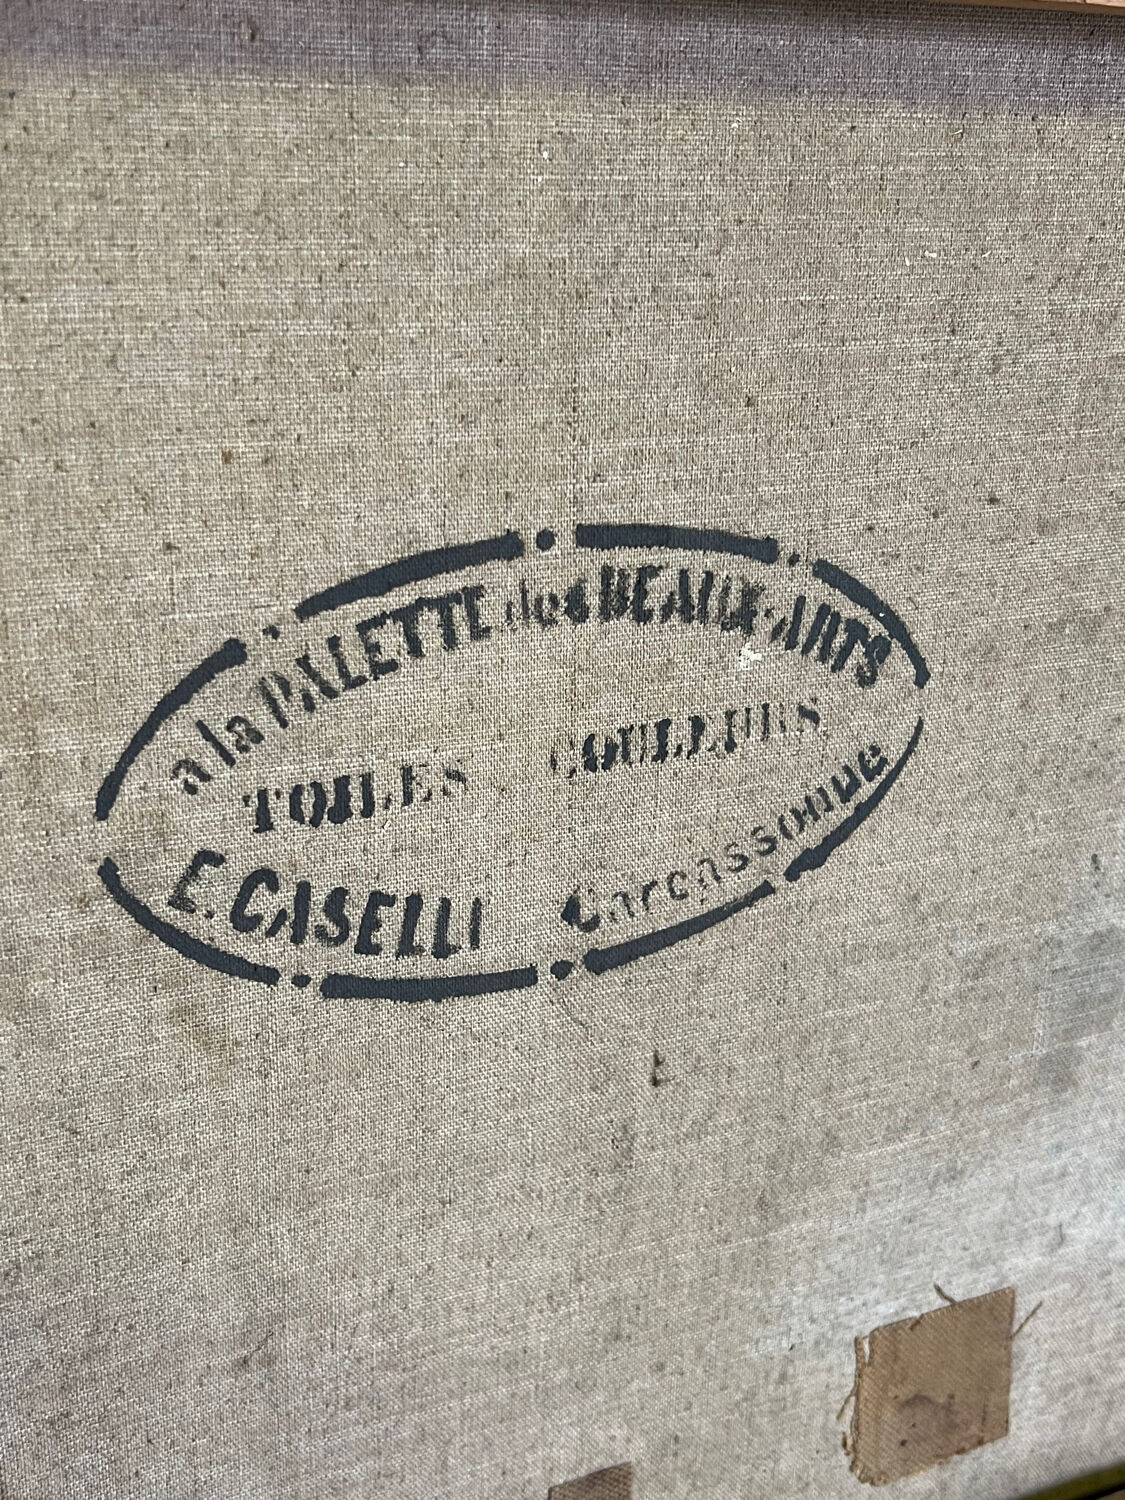 a la PALETTE des BEAUX-ARTS
TOILES COULEURS
E. CASELLI Carcassonne